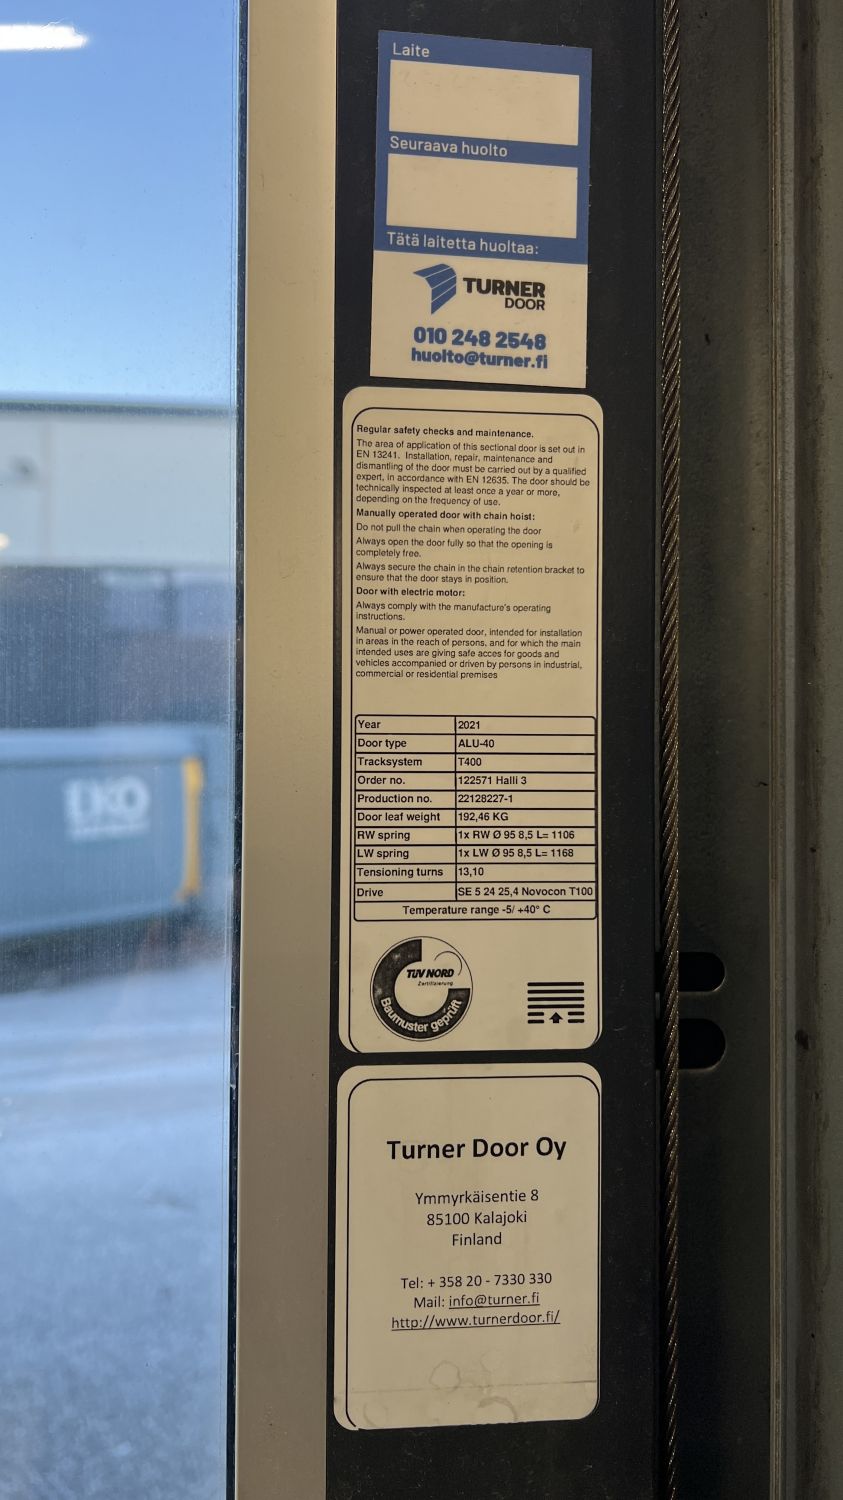 Laite
Seuraava huolto
Tätä laitetta huoltaa:
TURNER
DOOR
010 248 2548
huolto@turner.fi
Regular safety checks and maintenance.
The area of application of this sectional door is set out in
EN 13241. Installation, repair, maintenance and
dismantling of the door must be carried out by a qualified
expert, in accordance with EN 12635. The door should be
technically inspected at least once a year or more,
depending on the frequency of use.
Manually operated door with chain hoist:
Do not pull the chain when operating the door
Always open the door fully so that the opening is
completely free.
Always secure the chain in the chain retention bracket to
ensure that the door stays in position.
Door with electric motor:
Always comply with the manufacture's operating
instructions.
Manual or power operated door, intended for installation
in areas in the reach of persons, and for which the main
intended uses are giving safe acces for goods and
vehicles accompanied or driven by persons in industrial,
commercial or residential premises
Year 2021
Door type ALU-40
Tracksystem T400
Order no. 122571 Halli 3
Production no. 22128227-1
Door leaf weight 192,46 KG
RW spring 1x RW Ø 95 8,5 L= 1106
LW spring 1x LW Ø 95 8,5 L= 1168
Tensioning turns 13,10
Drive SE 5 24 25,4 Novocon T100
Temperature range -5/ +40° C
TÜV NORD
Zertifizierung
Baumuster geprüft
Turner Door Oy
Ymmyrkäisentie 8
85100 Kalajoki
Finland
Tel: + 358 20 - 7330 330
Mail: info@turner.fi
http://www.turnerdoor.fi/
EKO